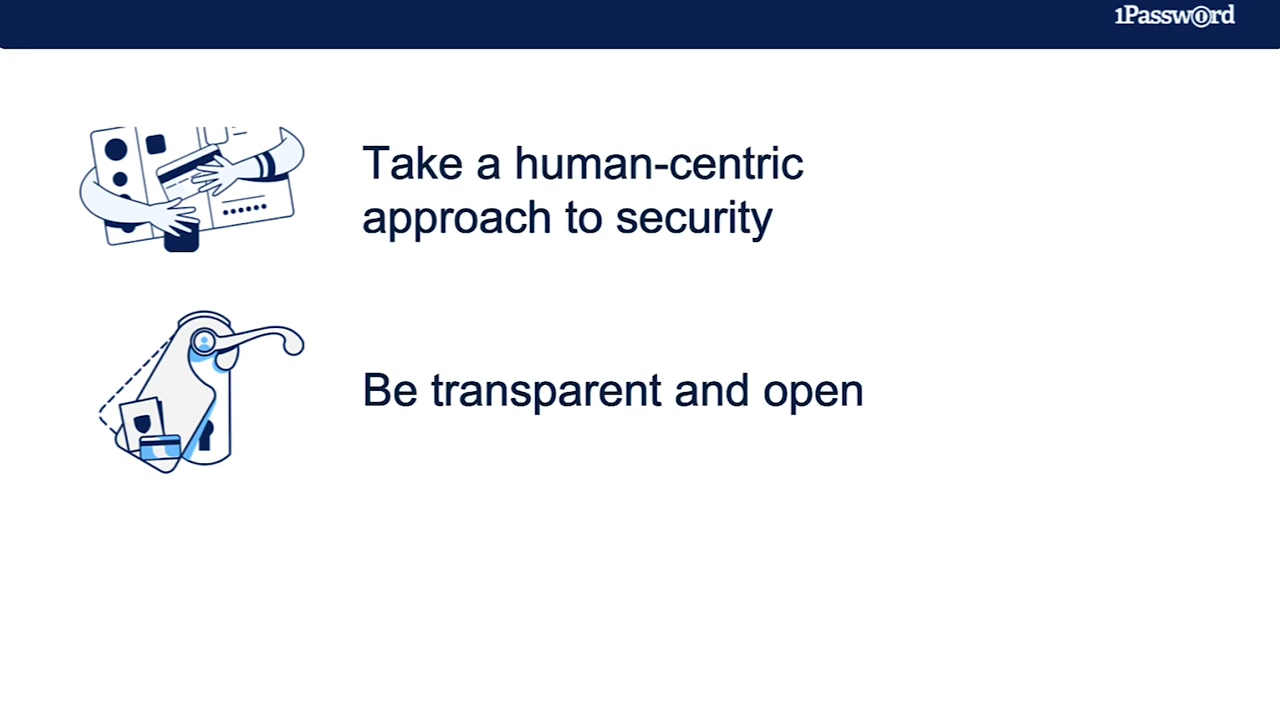 1Password
Take a human-centric
approach to security
Be transparent and open